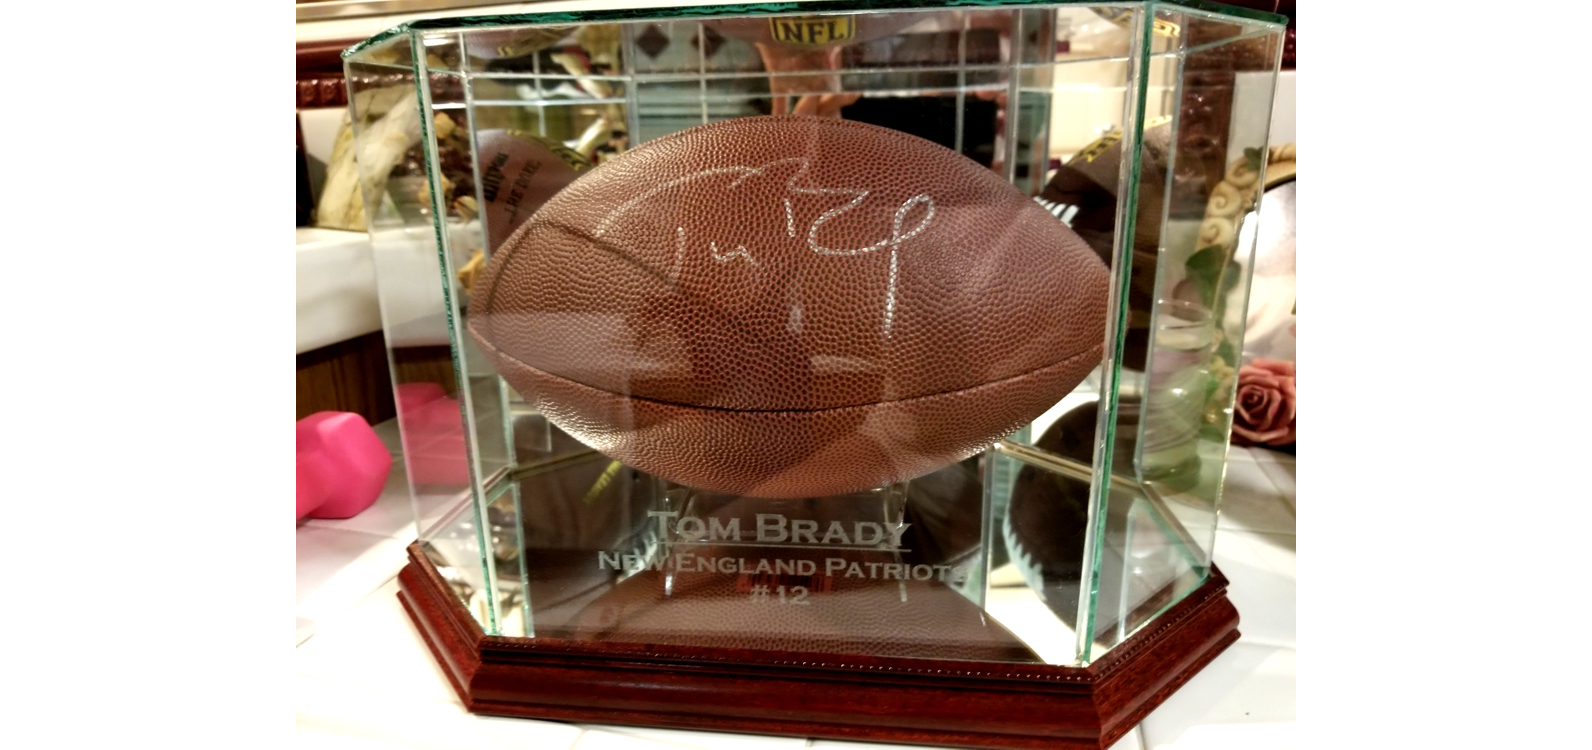 NFL
TOM BRADY
NEW ENGLAND PATRIOTS
#12